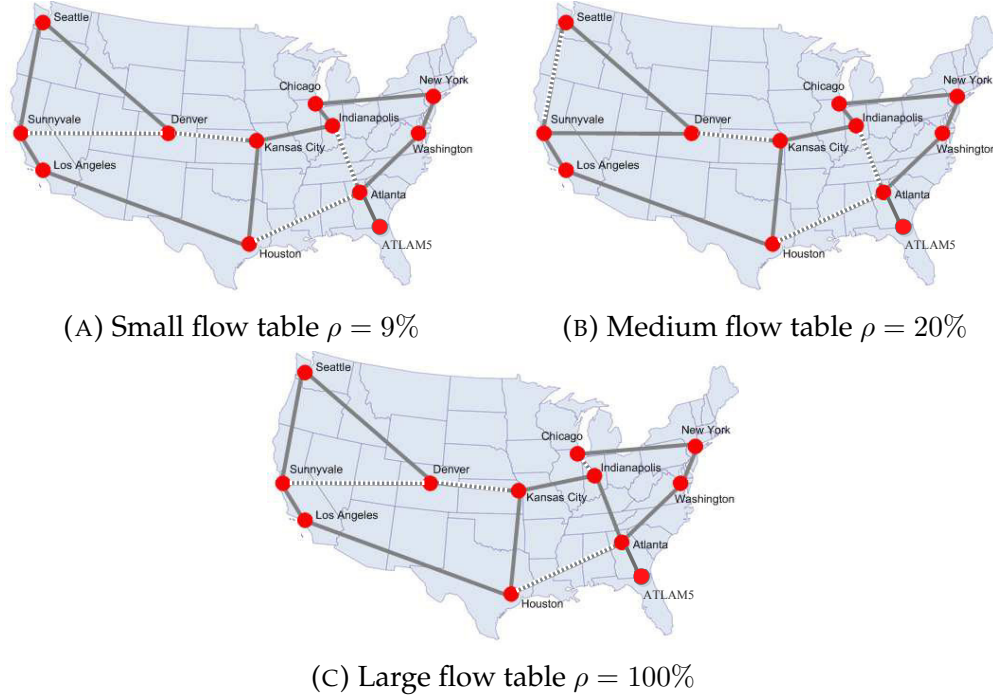 Seattle
Chicago
New York
Sunnyvale
Denver
Indianapolis
Kansas City
Washington
Los Angeles
Atlanta
Houston
ATLAM5
(A) Small flow table ρ = 9%
Seattle
Chicago
New York
Sunnyvale
Denver
Indianapolis
Kansas City
Washington
Los Angeles
Atlanta
Houston
ATLAM5
(B) Medium flow table ρ = 20%
Seattle
Chicago
New York
Sunnyvale
Denver
Indianapolis
Kansas City
Washington
Los Angeles
Atlanta
Houston
ATLAM5
(C) Large flow table ρ = 100%